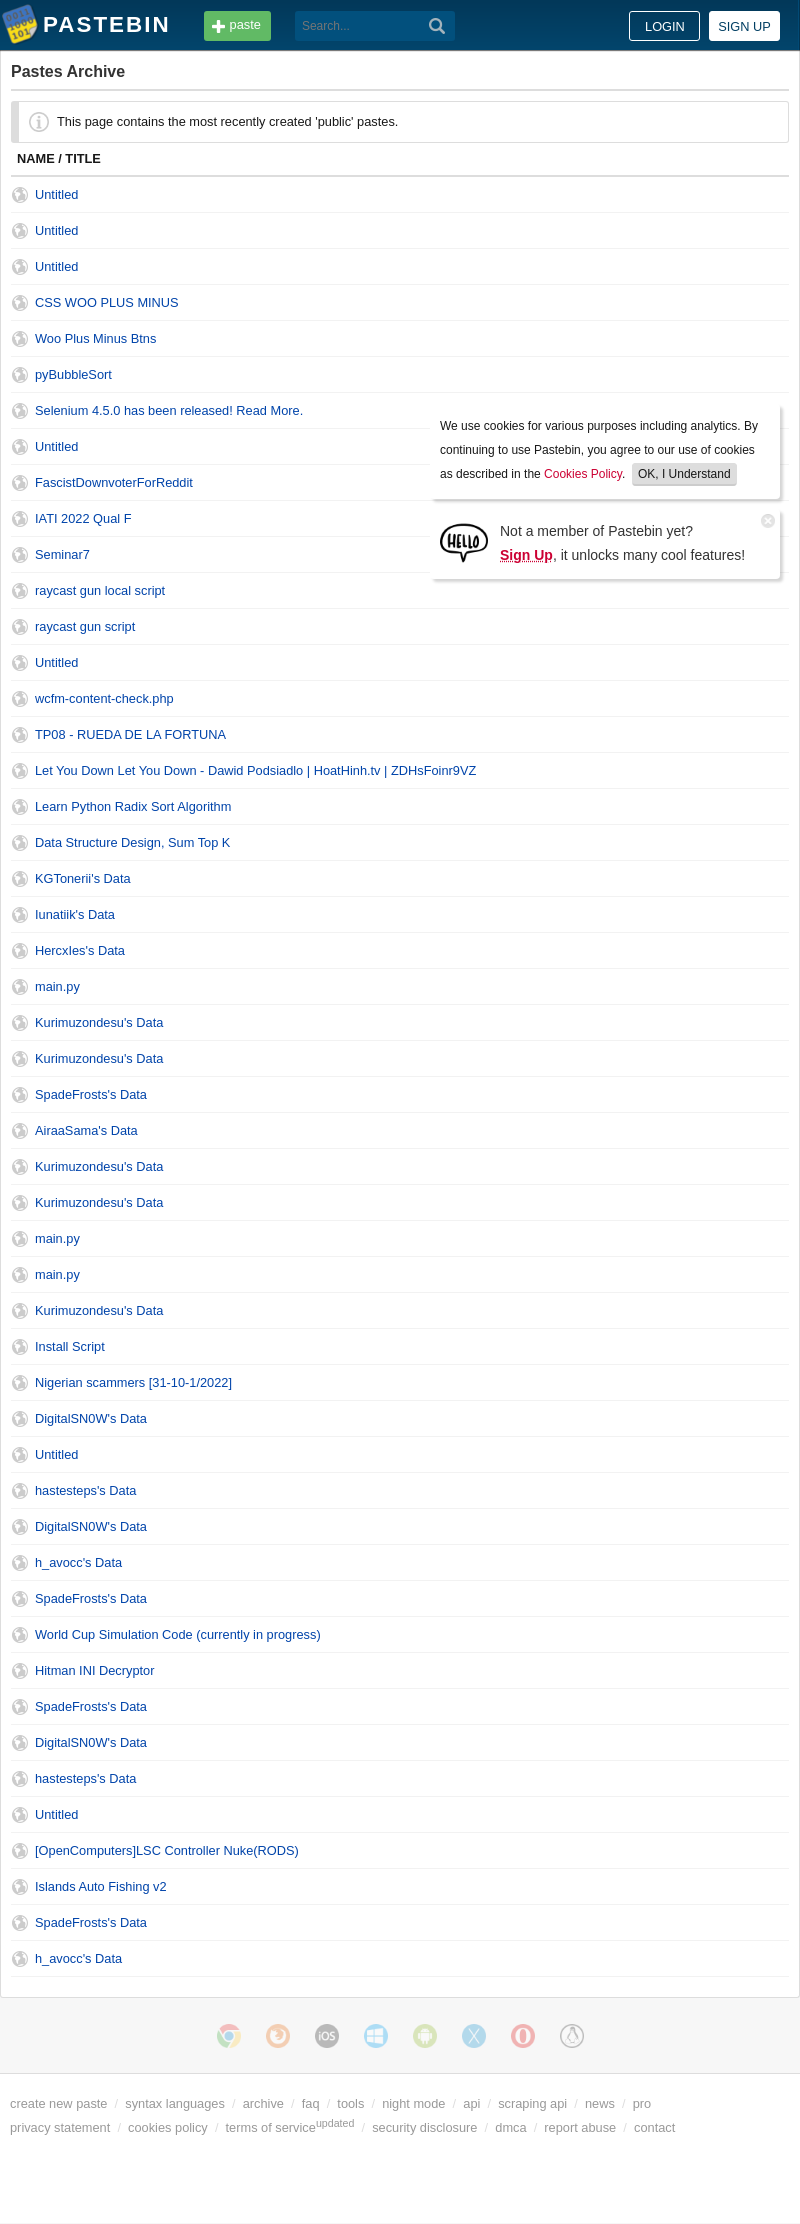 PASTEBIN
paste
Search...
LOGIN
SIGN UP
Pastes Archive
This page contains the most recently created 'public' pastes.
NAME / TITLE
Untitled
Untitled
Untitled
CSS WOO PLUS MINUS
Woo Plus Minus Btns
pyBubbleSort
Selenium 4.5.0 has been released! Read More.
Untitled
FascistDownvoterForReddit
IATI 2022 Qual F
Seminar7
We use cookies for various purposes including analytics. By
continuing to use Pastebin, you agree to our use of cookies
as described in the Cookies Policy. OK, I Understand
HELLO
Not a member of Pastebin yet?
Sign Up, it unlocks many cool features!
raycast gun local script
raycast gun script
Untitled
wcfm-content-check.php
TP08 - RUEDA DE LA FORTUNA
Let You Down Let You Down - Dawid Podsiadlo | HoatHinh.tv | ZDHsFoinr9VZ
Learn Python Radix Sort Algorithm
Data Structure Design, Sum Top K
KGTonerii's Data
Iunatiik's Data
HercxIes's Data
main.py
Kurimuzondesu's Data
Kurimuzondesu's Data
SpadeFrosts's Data
AiraaSama's Data
Kurimuzondesu's Data
Kurimuzondesu's Data
main.py
main.py
Kurimuzondesu's Data
Install Script
Nigerian scammers [31-10-1/2022]
DigitalSN0W's Data
Untitled
hastesteps's Data
DigitalSN0W's Data
h_avocc's Data
SpadeFrosts's Data
World Cup Simulation Code (currently in progress)
Hitman INI Decryptor
SpadeFrosts's Data
DigitalSN0W's Data
hastesteps's Data
Untitled
[OpenComputers]LSC Controller Nuke(RODS)
Islands Auto Fishing v2
SpadeFrosts's Data
h_avocc's Data
iOS
create new paste / syntax languages / archive / faq / tools / night mode / api / scraping api / news / pro
privacy statement / cookies policy / terms of service updated / security disclosure / dmca / report abuse / contact